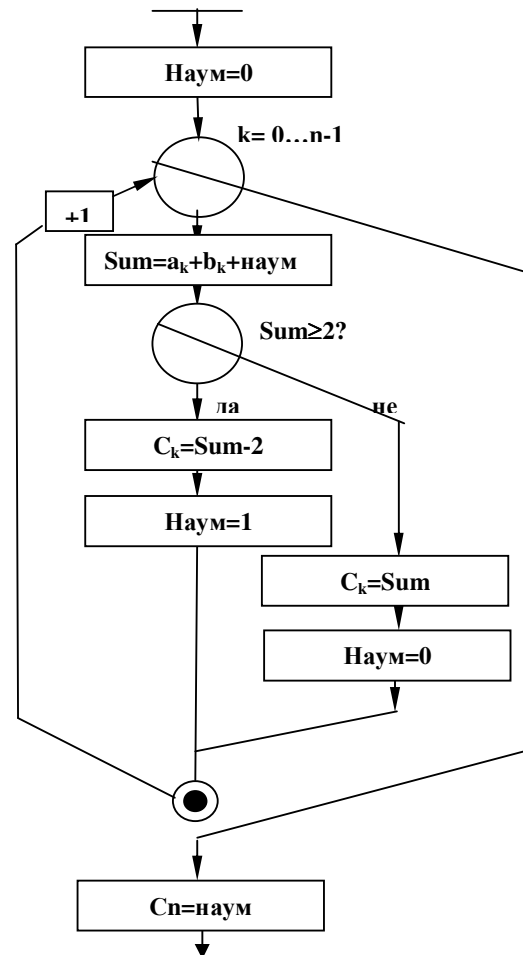 Наум=0
k= 0…n-1
+1
Sum=aₖ+bₖ+наум
Sum≥2?
да не
Cₖ=Sum-2
Наум=1
Cₖ=Sum
Наум=0
Cn=наум